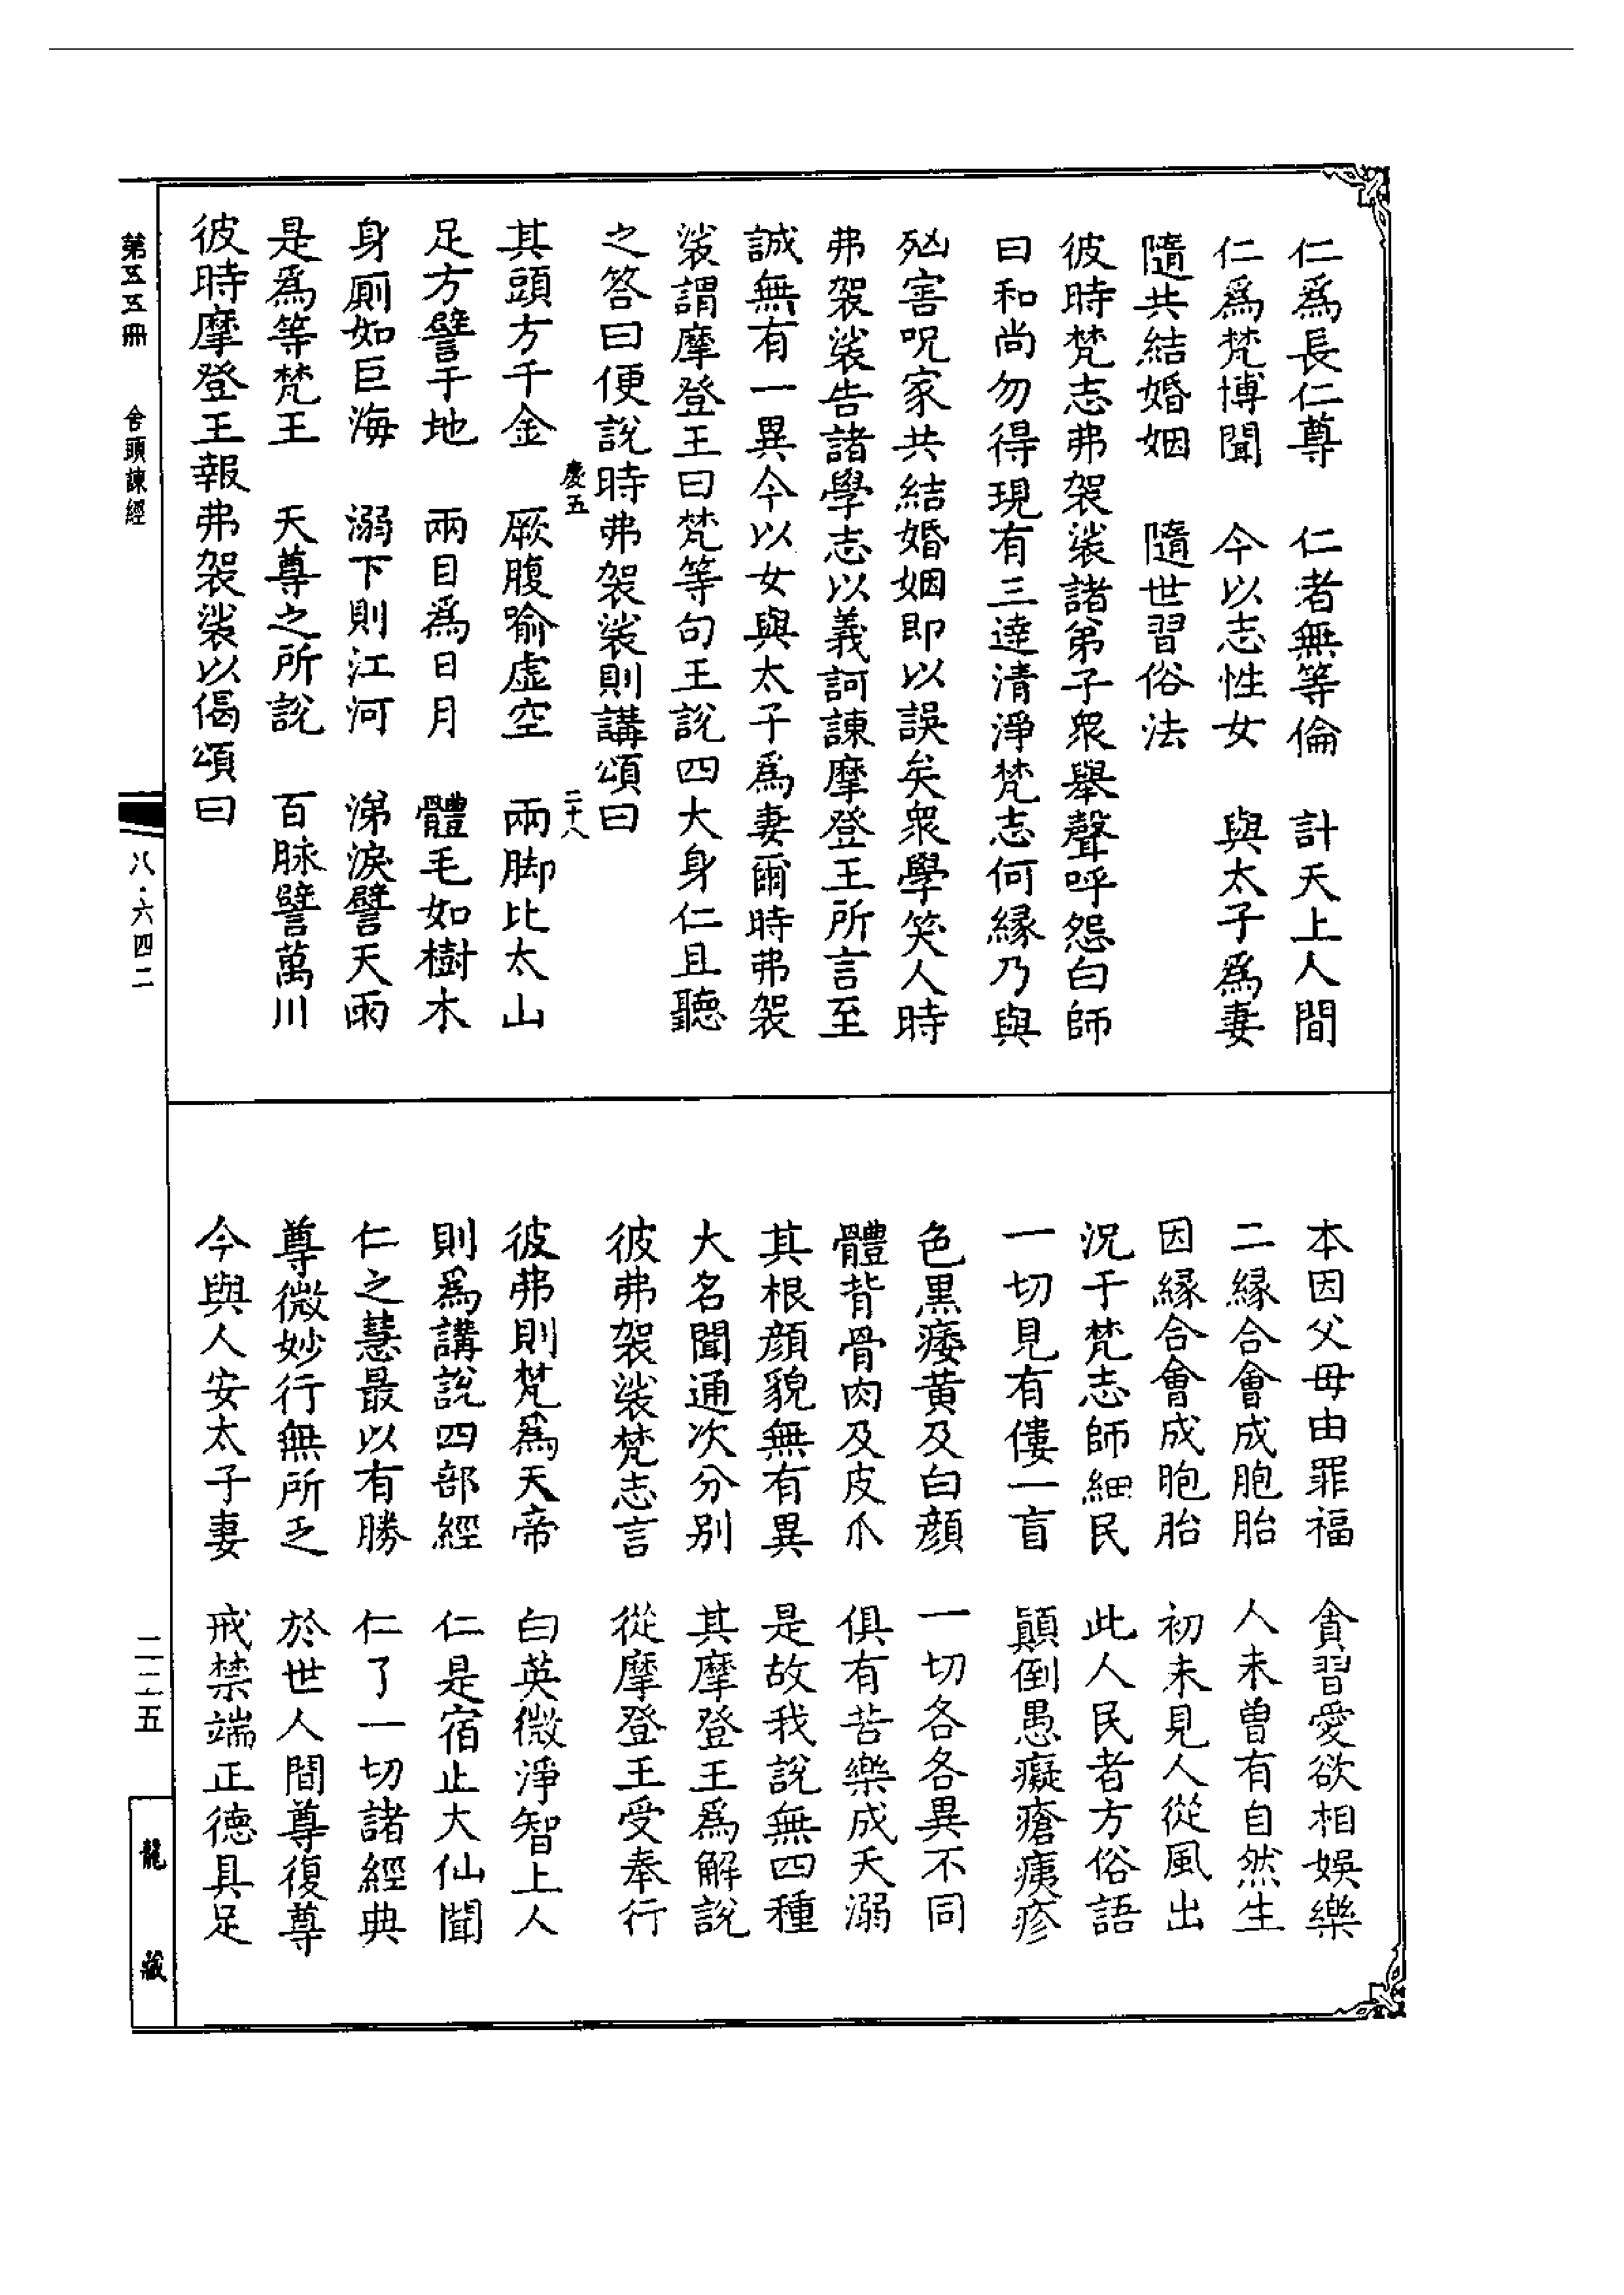 仁爲長仁尊　仁者無等倫　計天上人間
仁爲梵博聞　今以志性女　與太子爲妻
隨共結婚姻　隨世習俗法
彼時梵志弗袈裟諸弟子衆舉聲呼怨白師
曰和尚勿得現有三達清淨梵志何緣乃與
兇害呪家共結婚姻即以誤矣衆學笑人時
弗袈裟告諸學志以義訶諫摩登王所言至
誠無有一異今以女與太子爲妻爾時弗袈
裟謂摩登王曰梵等句王說四大身仁且聽
之答曰便說時弗袈裟則講頌曰
慶五　二十八
其頭方千金　厥腹喻虛空　兩脚比太山
足方譬于地　兩目爲日月　體毛如樹木
身廁如巨海　溺下則江河　涕淚譬天雨
是爲等梵王　天尊之所說　百脉譬萬川
彼時摩登王報弗袈裟以偈頌曰
本因父母由罪福　貪習愛欲相娛樂
二緣合會成胞胎　人未曾有自然生
因緣合會成胞胎　初未見人從風出
況于梵志師細民　此人民者方俗語
一切見有僂一盲　顛倒愚癡瘡痍疹
色黑痿黃及白顏　一切各各異不同
體背骨肉及皮爪　俱有苦樂成天溺
其根顏貌無有異　是故我說無四種
大名聞通次分別　其摩登王爲解說
彼弗袈裟梵志言　從摩登王受奉行
彼弗則梵爲天帝　白英微淨智上人
則爲講說四部經　仁是宿止大仙聞
仁之慧最以有勝　仁了一切諸經典
尊微妙行無所乏　於世人間尊復尊
今與人安太子妻　戒禁端正德具足
第五五冊　舍頭諫經
八·六四二
二二五
龍藏